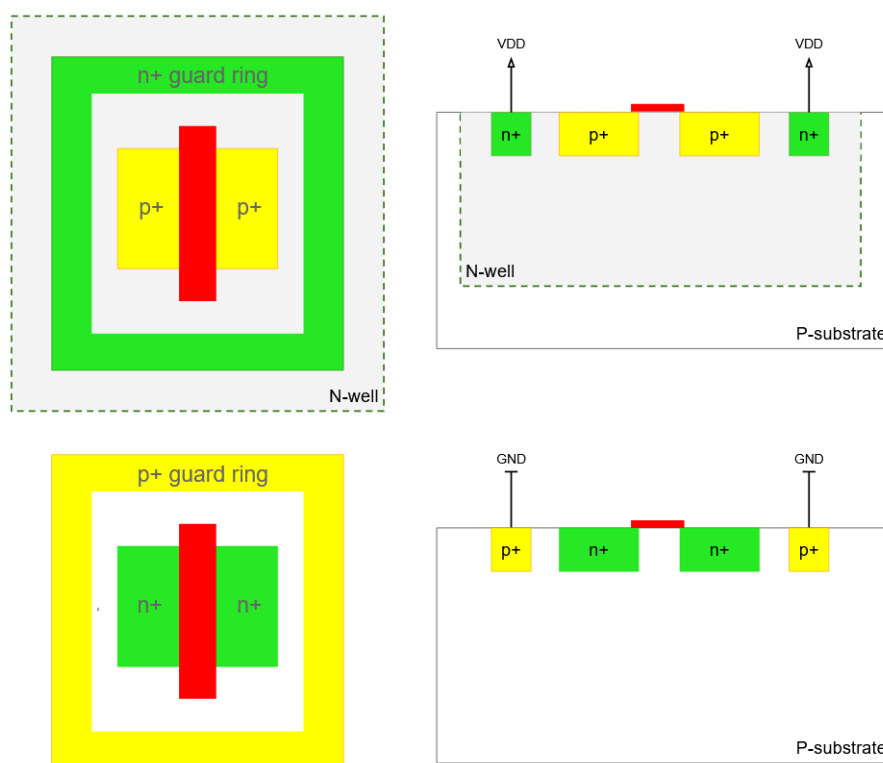 n+ guard ring
p+ p+
N-well
VDD VDD
n+ p+ p+ n+
N-well
P-substrate
p+ guard ring
n+ n+
GND GND
p+ n+ n+ p+
P-substrate